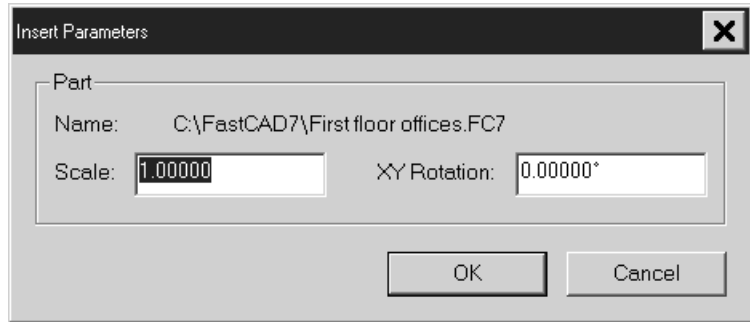 Insert Parameters
Part
Name: C:\FastCAD7\First floor offices.FC7
Scale: 1.00000 XY Rotation: 0.00000°
OK Cancel